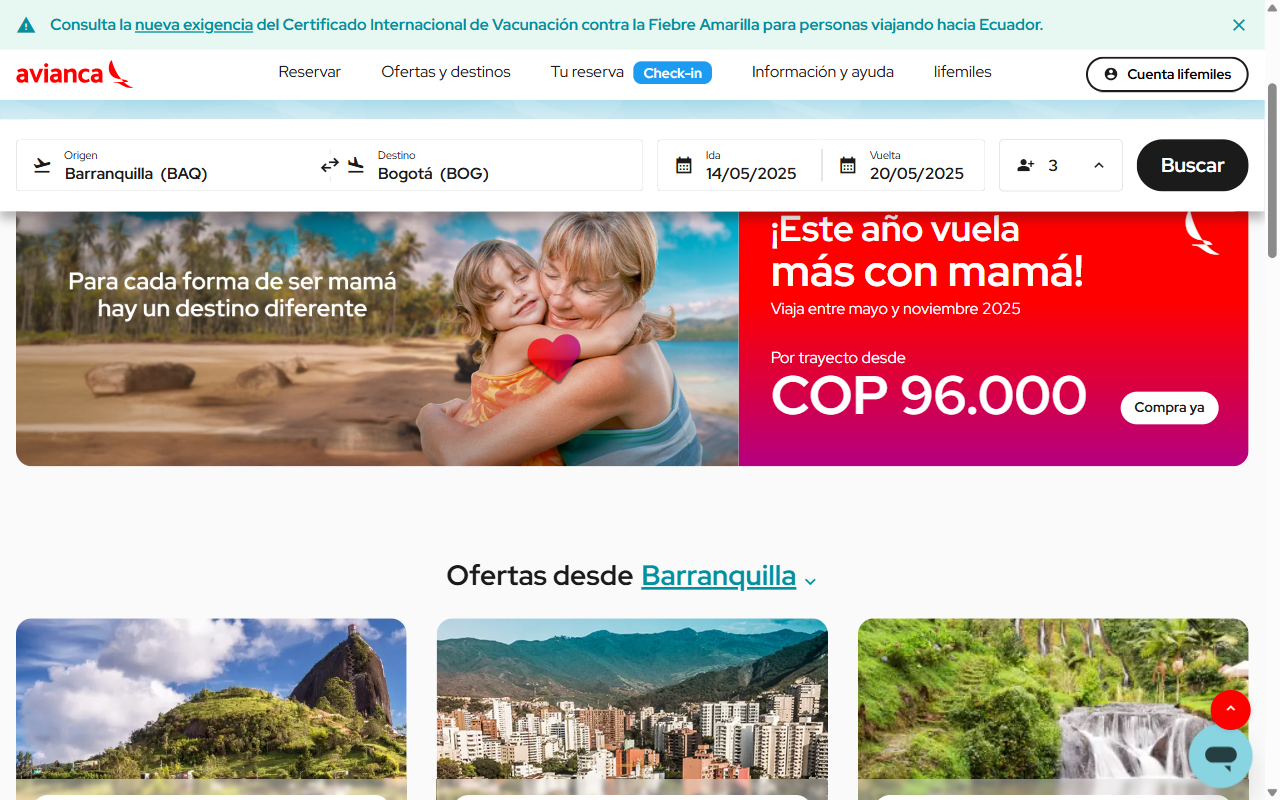 Consulta la nueva exigencia del Certificado Internacional de Vacunación contra la Fiebre Amarilla para personas viajando hacia Ecuador.
avianca
Reservar
Ofertas y destinos
Tu reserva
Check-in
Información y ayuda
lifemiles
Cuenta lifemiles
Origen
Barranquilla (BAQ)
Destino
Bogotá (BOG)
Ida
14/05/2025
Vuelta
20/05/2025
3
Buscar
Para cada forma de ser mamá
hay un destino diferente
¡Este año vuela
más con mamá!
Viaja entre mayo y noviembre 2025
Por trayecto desde
COP 96.000
Compra ya
Ofertas desde Barranquilla